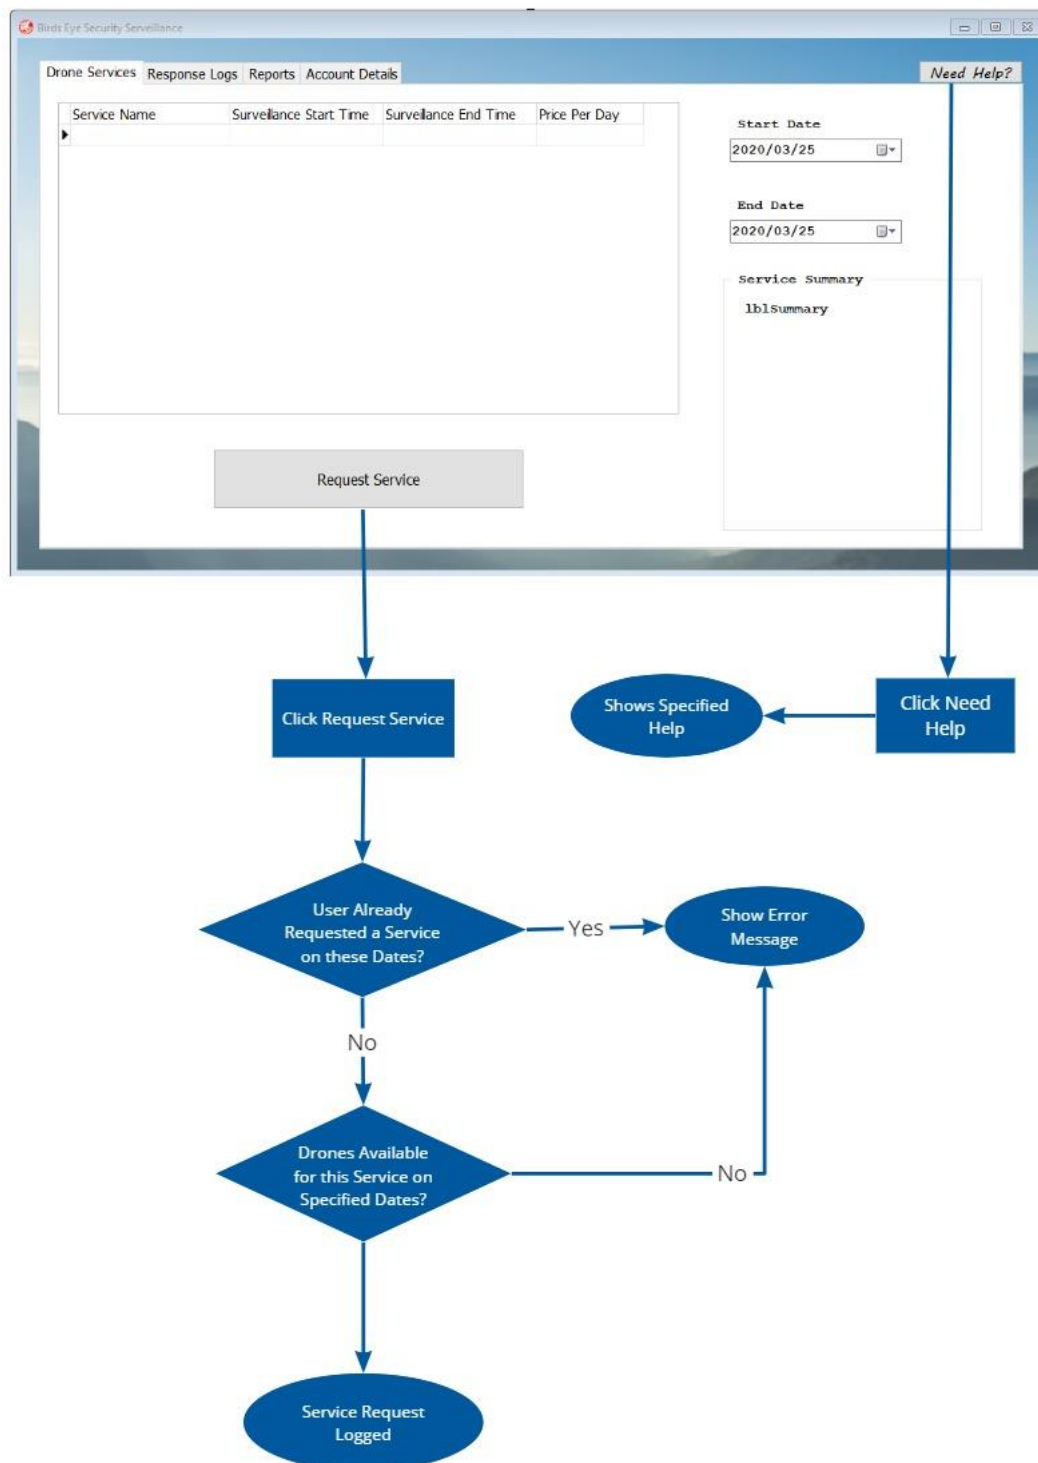 Birds Eye Security Serveillance
Drone Services Response Logs Reports Account Details Need Help?
Service Name Surveilance Start Time Surveilance End Time Price Per Day
Start Date
2020/03/25
End Date
2020/03/25
Service Summary
lblSummary
Request Service
Click Request Service
Shows Specified
Help
Click Need
Help
User Already
Requested a Service
on these Dates?
Yes
Show Error
Message
No
Drones Available
for this Service on
Specified Dates?
No
Service Request
Logged